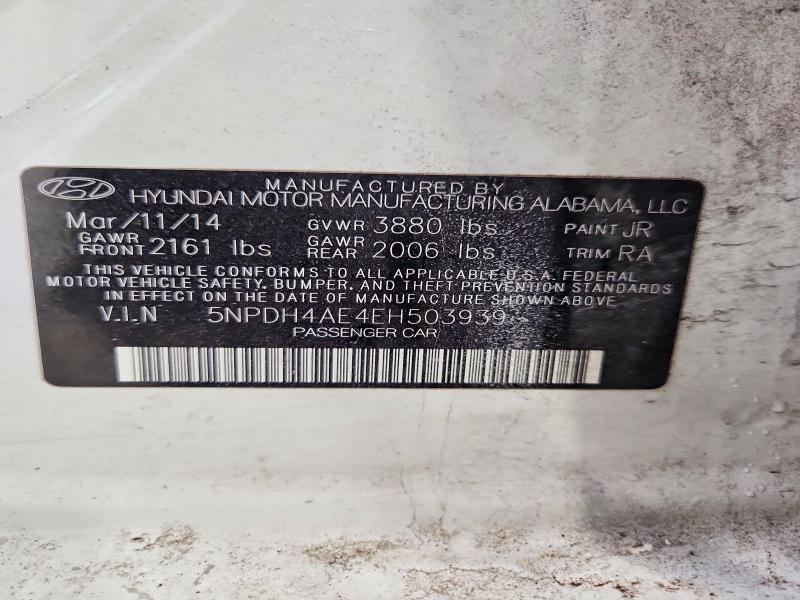 MANUFACTURED BY
HYUNDAI MOTOR MANUFACTURING ALABAMA, LLC
Mar/11/14 GVWR 3880 lbs PAINT JR
GAWR FRONT 2161 lbs GAWR REAR 2006 lbs TRIM RA
THIS VEHICLE CONFORMS TO ALL APPLICABLE U.S.A. FEDERAL
MOTOR VEHICLE SAFETY, BUMPER, AND THEFT PREVENTION STANDARDS
IN EFFECT ON THE DATE OF MANUFACTURE SHOWN ABOVE.
V.I.N 5NPDH4AE4EH503939
PASSENGER CAR